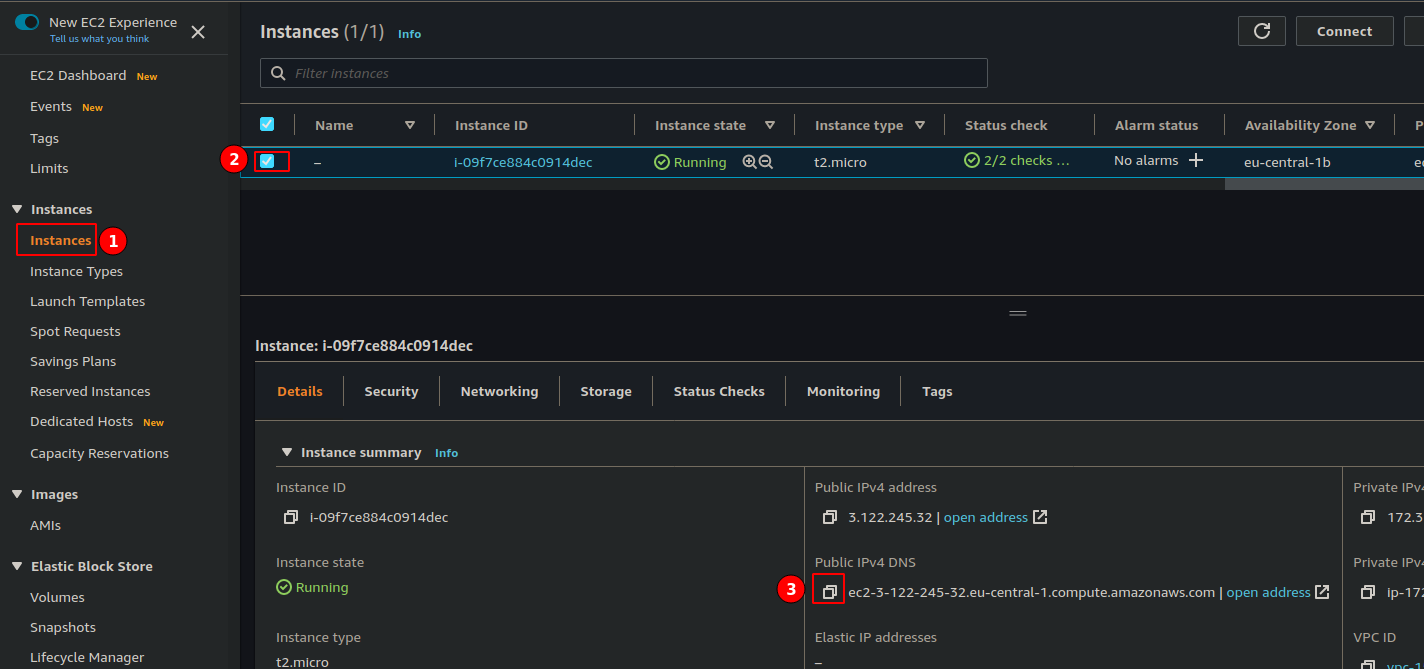 New EC2 Experience
Tell us what you think
EC2 Dashboard New
Events New
Tags
Limits
Instances
Instances 1
Instance Types
Launch Templates
Spot Requests
Savings Plans
Reserved Instances
Dedicated Hosts New
Capacity Reservations
Images
AMIs
Elastic Block Store
Volumes
Snapshots
Lifecycle Manager
Instances (1/1) Info
Connect
Filter instances
Name Instance ID Instance state Instance type Status check Alarm status Availability Zone P
2 – i-09f7ce884c0914dec Running t2.micro 2/2 checks ... No alarms eu-central-1b ec
Instance: i-09f7ce884c0914dec
Details Security Networking Storage Status Checks Monitoring Tags
Instance summary Info
Instance ID
i-09f7ce884c0914dec
Instance state
Running
Instance type
t2.micro
Public IPv4 address
3.122.245.32 | open address
Public IPv4 DNS
3 ec2-3-122-245-32.eu-central-1.compute.amazonaws.com | open address
Elastic IP addresses
–
Private IPv4
172.3
Private IPv4
ip-172
VPC ID
vpc-1